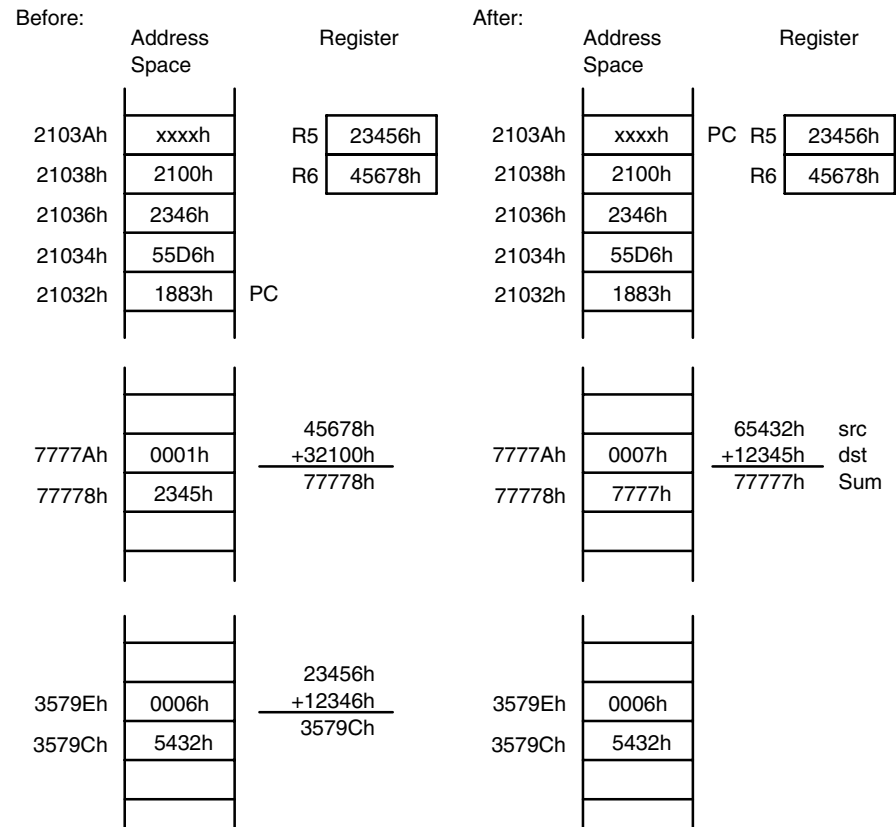 Before:
Address Space
Register
2103Ah xxxxh R5 23456h
21038h 2100h R6 45678h
21036h 2346h
21034h 55D6h
21032h 1883h PC
45678h
7777Ah 0001h +32100h
77778h 2345h 77778h
23456h
3579Eh 0006h +12346h
3579Ch 5432h 3579Ch
After:
Address Space
Register
2103Ah xxxxh PC R5 23456h
21038h 2100h R6 45678h
21036h 2346h
21034h 55D6h
21032h 1883h
65432h src
7777Ah 0007h +12345h dst
77778h 7777h 77777h Sum
3579Eh 0006h
3579Ch 5432h